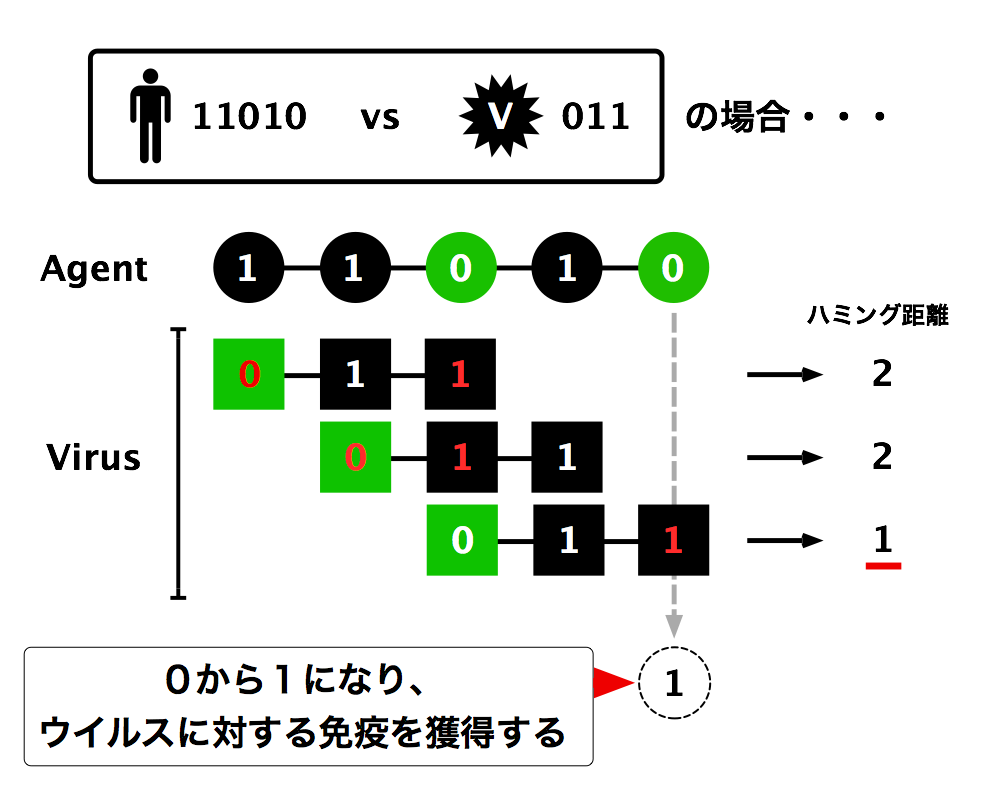 11010 vs V 011 の場合・・・
Agent 1 1 0 1 0
ハミング距離
0 1 1 2
Virus 0 1 1 2
0 1 1 1
０から１になり、
1
ウイルスに対する免疫を獲得する